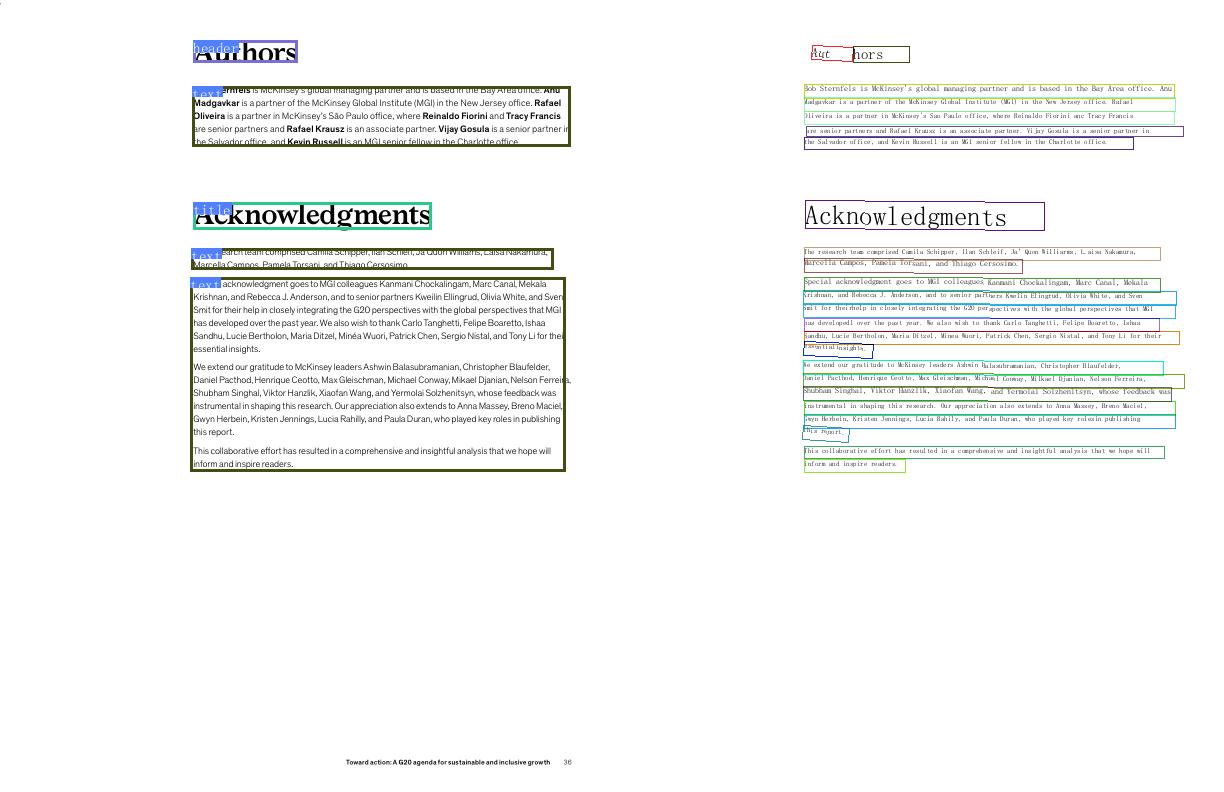 header
Authors
text
ernfels is McKinsey's global managing partner and is based in the Bay Area office. Anu
Madgavkar is a partner of the McKinsey Global Institute (MGI) in the New Jersey office. Rafael
Oliveira is a partner in McKinsey's São Paulo office, where Reinaldo Fiorini and Tracy Francis
are senior partners and Rafael Krausz is an associate partner. Vijay Gosula is a senior partner in
the Salvador office, and Kevin Russell is an MGI senior fellow in the Charlotte office.
title
Acknowledgments
text
earch team comprised Camila Schipper, Ilan Schleif, Ja'Quon Williams, Laisa Nakamura,
Marcella Campos, Pamela Torsani, and Thiago Cersosimo.
text
acknowledgment goes to MGI colleagues Kanmani Chockalingam, Marc Canal, Mekala
Krishnan, and Rebecca J. Anderson, and to senior partners Kweilin Ellingrud, Olivia White, and Sven
Smit for their help in closely integrating the G20 perspectives with the global perspectives that MGI
has developed over the past year. We also wish to thank Carlo Tanghetti, Felipe Boaretto, Ishaa
Sandhu, Lucie Bertholon, Maria Ditzel, Minéa Wuori, Patrick Chen, Sergio Nistal, and Tony Li for their
essential insights.
We extend our gratitude to McKinsey leaders Ashwin Balasubramanian, Christopher Blaufelder,
Daniel Pacthod, Henrique Ceotto, Max Gleischman, Michael Conway, Mikael Djanian, Nelson Ferreira,
Shubham Singhal, Viktor Hanzlik, Xiaofan Wang, and Yermolai Solzhenitsyn, whose feedback was
instrumental in shaping this research. Our appreciation also extends to Anna Massey, Breno Maciel,
Gwyn Herbein, Kristen Jennings, Lucia Rahilly, and Paula Duran, who played key roles in publishing
this report.
This collaborative effort has resulted in a comprehensive and insightful analysis that we hope will
inform and inspire readers.
Toward action: A G20 agenda for sustainable and inclusive growth 36
Authors
Bob Sternfels is McKinsey's global managing partner and is based in the Bay Area office. Anu
Madgavkar is a partner of the McKinsey Global Institute (MGI) in the New Jersey office. Rafael
Oliveira is a partner in McKinsey's Sao Paulo office, where Reinaldo Fiorini anc Tracy Francis
are senior partners and Rafael Krausz is an associate partner. Vijay Gosula is a senior partner in
the Salvador office, and Kevin Russell is an MGI senior fellow in the Charlotte office.
Acknowledgments
The research team comprised Camila Schipper, Ilan Schleif, Ja'Quon Williarms, Laisa Nakamura,
Marcella Campos, Pamela Torsani, and Thiago Cersosimo.
Special acknowledgment goes to MGI colleagues Kanmani Chockalingam, Marc Canal, Mekala
Krishnan, and Rebecca J. Anderson, and to senior partners Kwelin Elingrud, Olivia White, and Sven
Smit for theirhelp in closely integrating the G20 perspectives with the global perspectives that MGI
has developedl over the past year. We also wish to thank Carlo Tanghetti, Felipe Boaretto, Ishaa
Sandhu, Lucie Bertholon, Maria Ditzel, Minea Wuori, Patrick Chen, Sergio Nistal, and Tony Li for their
essential insights.
We extend our gratitude to McKinsey leaders Ashwin Balasubramanian, Christopher Blaufelder,
Daniel Pacthod, Henrique Ceotto, Max Gleischman, Michael Conway, Milkael Djanian, Nelson Ferreira,
Shubham Singhal, Viktor Hanzlik, Xiaofan Wang, and Yermolai Solzhenitsyn, whose feedback was
instrumental in shaping this research. Our appreciation also extends to Anna Massey, Breno Maciel,
Gwyn Herbein, Kristen Jennings, Lucia Rahily, and Paula Duran, who played key rolesin publishing
this report.
This collaborative effort has resulted in a comprehensive and insightful analysis that we hope will
inform and inspire readers.